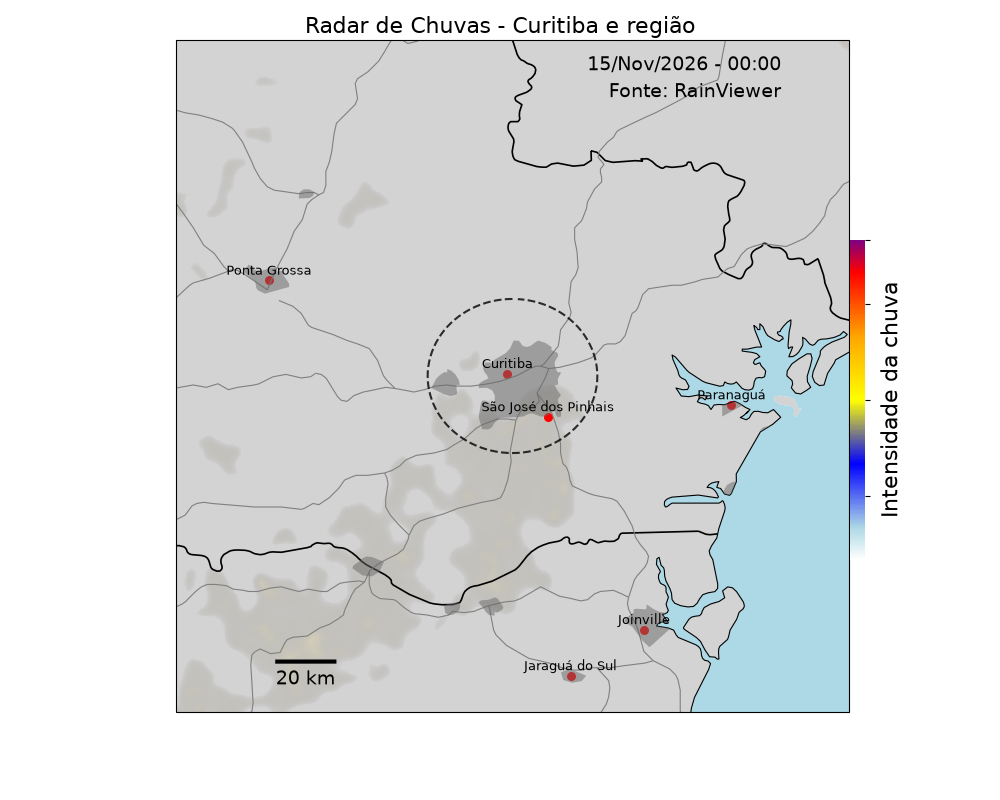 Radar de Chuvas - Curitiba e região
15/Nov/2026 - 00:00
Fonte: RainViewer
Ponta Grossa
Curitiba
São José dos Pinhais
Paranaguá
Intensidade da chuva
Joinville
Jaraguá do Sul
20 km